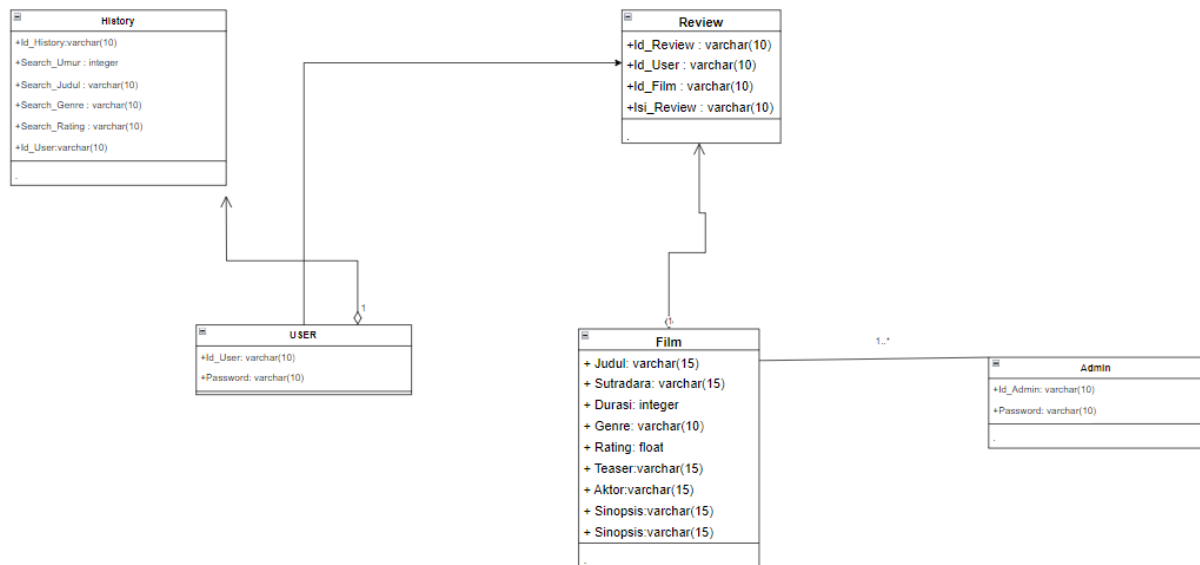 History
+Id_History:varchar(10)
+Search_Umur : integer
+Search_Judul : varchar(10)
+Search_Genre : varchar(10)
+Search_Rating : varchar(10)
+Id_User:varchar(10)
.
Review
+Id_Review : varchar(10)
+Id_User : varchar(10)
+Id_Film : varchar(10)
+Isi_Review : varchar(10)
.
1
USER
+Id_User: varchar(10)
+Password: varchar(10)
1
Film
+ Judul: varchar(15)
+ Sutradara: varchar(15)
+ Durasi: integer
+ Genre: varchar(10)
+ Rating: float
+ Teaser:varchar(15)
+ Aktor:varchar(15)
+ Sinopsis:varchar(15)
+ Sinopsis:varchar(15)
.
1..*
Admin
+Id_Admin: varchar(10)
+Password: varchar(10)
.